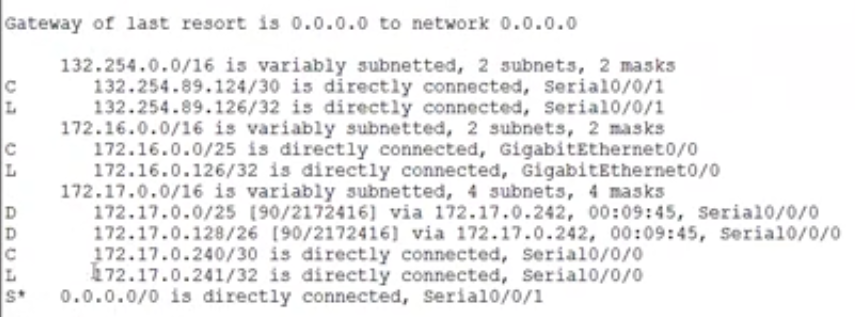 Gateway of last resort is 0.0.0.0 to network 0.0.0.0
132.254.0.0/16 is variably subnetted, 2 subnets, 2 masks
C 132.254.89.124/30 is directly connected, Serial0/0/1
L 132.254.89.126/32 is directly connected, Serial0/0/1
172.16.0.0/16 is variably subnetted, 2 subnets, 2 masks
C 172.16.0.0/25 is directly connected, GigabitEthernet0/0
L 172.16.0.126/32 is directly connected, GigabitEthernet0/0
172.17.0.0/16 is variably subnetted, 4 subnets, 4 masks
D 172.17.0.0/25 [90/2172416] via 172.17.0.242, 00:09:45, Serial0/0/0
D 172.17.0.128/26 [90/2172416] via 172.17.0.242, 00:09:45, Serial0/0/0
C 172.17.0.240/30 is directly connected, Serial0/0/0
L 172.17.0.241/32 is directly connected, Serial0/0/0
S* 0.0.0.0/0 is directly connected, Serial0/0/1